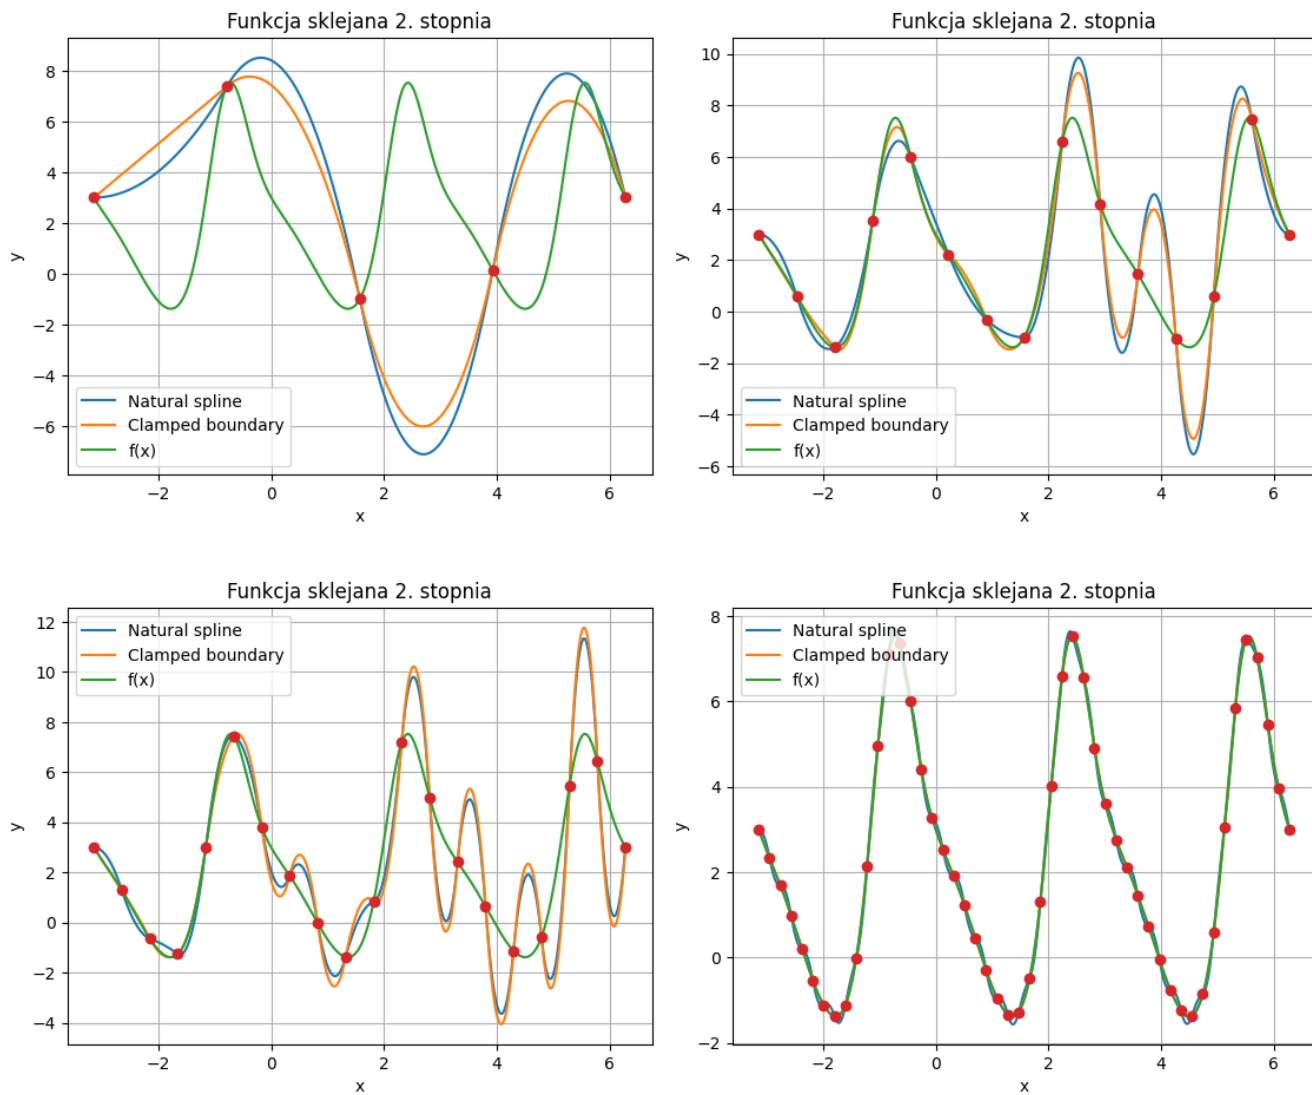 Funkcja sklejana 2. stopnia
8
6
4
2
0
−2
−4
−6
y
Natural spline
Clamped boundary
f(x)
−2
0
2
4
6
x
Funkcja sklejana 2. stopnia
10
8
6
4
2
0
−2
−4
−6
y
Natural spline
Clamped boundary
f(x)
−2
0
2
4
6
x
Funkcja sklejana 2. stopnia
12
10
8
6
4
2
0
−2
−4
y
Natural spline
Clamped boundary
f(x)
−2
0
2
4
6
x
Funkcja sklejana 2. stopnia
8
6
4
2
0
−2
y
Natural spline
Clamped boundary
f(x)
−2
0
2
4
6
x